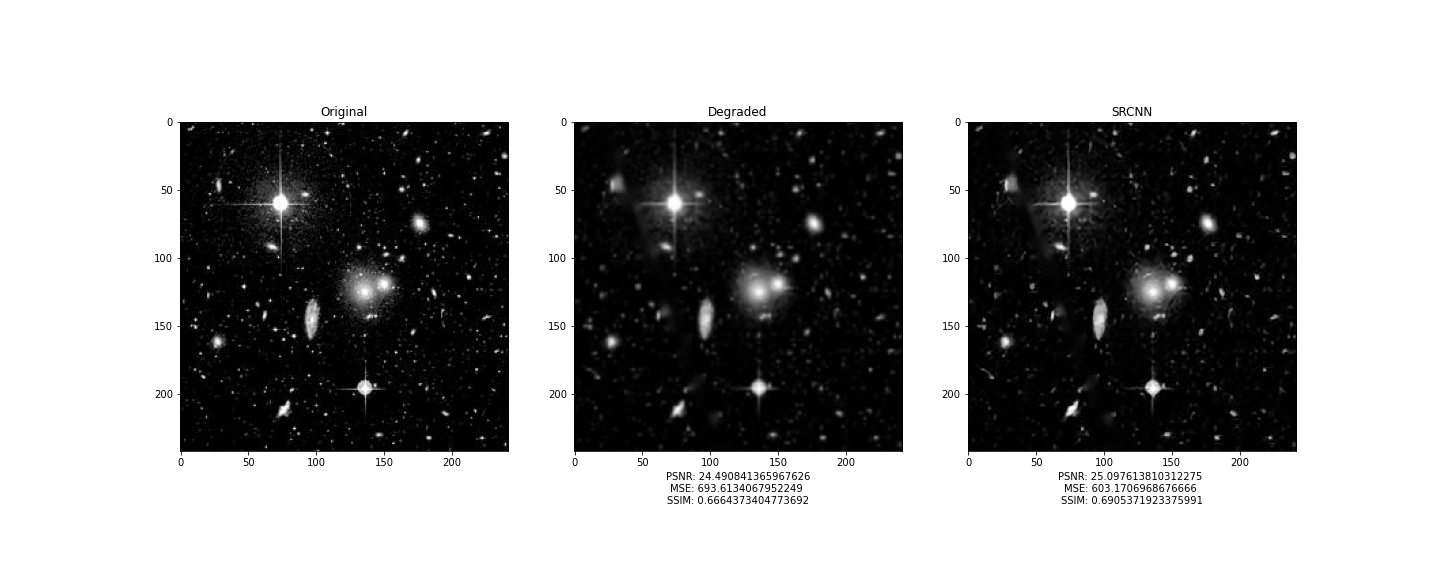 Original
0
50
100
150
200
0 50 100 150 200
Degraded
0
50
100
150
200
0 50 100 150 200
PSNR: 24.490841365967626
MSE: 693.6134067952249
SSIM: 0.6664373404773692
SRCNN
0
50
100
150
200
0 50 100 150 200
PSNR: 25.097613810312275
MSE: 603.1706968676666
SSIM: 0.6905371923375991